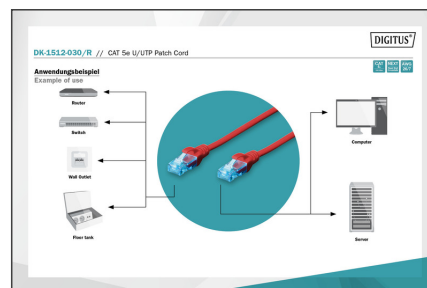 DIGITUS®
DK-1512-030/R // CAT 5e U/UTP Patch Cord
Anwendungsbeispiel
Example of use
Router
Switch
Wall Outlet
Floor tank
Computer
Server